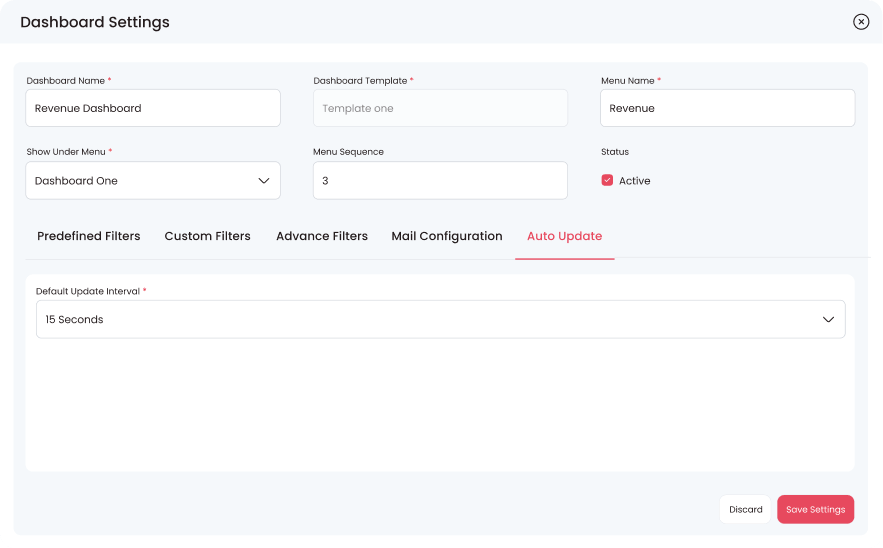 Dashboard Settings
Dashboard Name *
Dashboard Template *
Menu Name *
Revenue Dashboard
Template one
Revenue
Show Under Menu *
Menu Sequence
Status
Dashboard One
3
Active
Predefined Filters
Custom Filters
Advance Filters
Mail Configuration
Auto Update
Default Update Interval *
15 Seconds
Discard
Save Settings